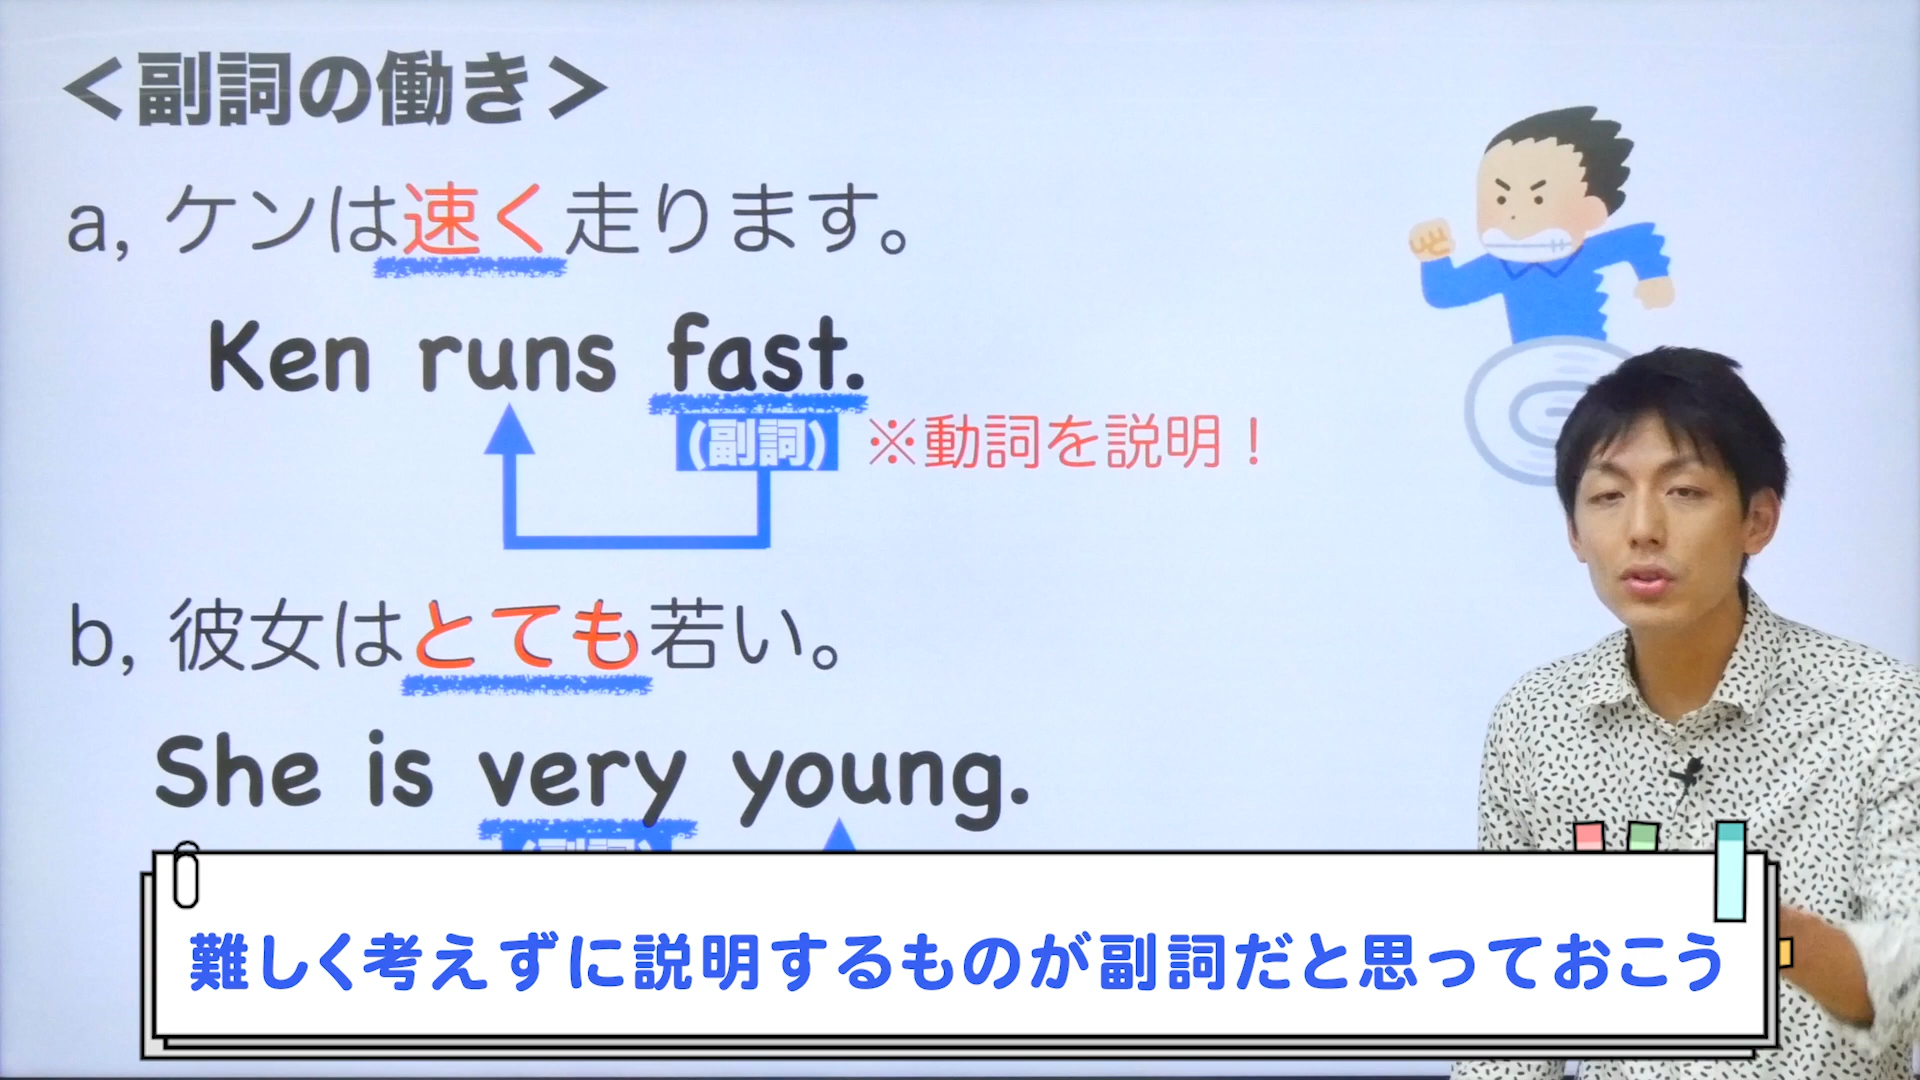 ＜副詞の働き＞
a, ケンは速く走ります。
Ken runs fast.
(副詞) ※動詞を説明！
b, 彼女はとても若い。
She is very young.
難しく考えずに説明するものが副詞だと思っておこう